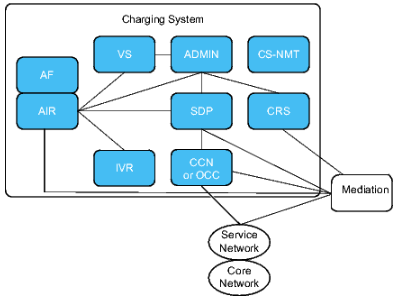 Charging System
VS
ADMIN
CS-NMT
AF
AIR
SDP
CRS
IVR
CCN
or OCC
Mediation
Service
Network
Core
Network